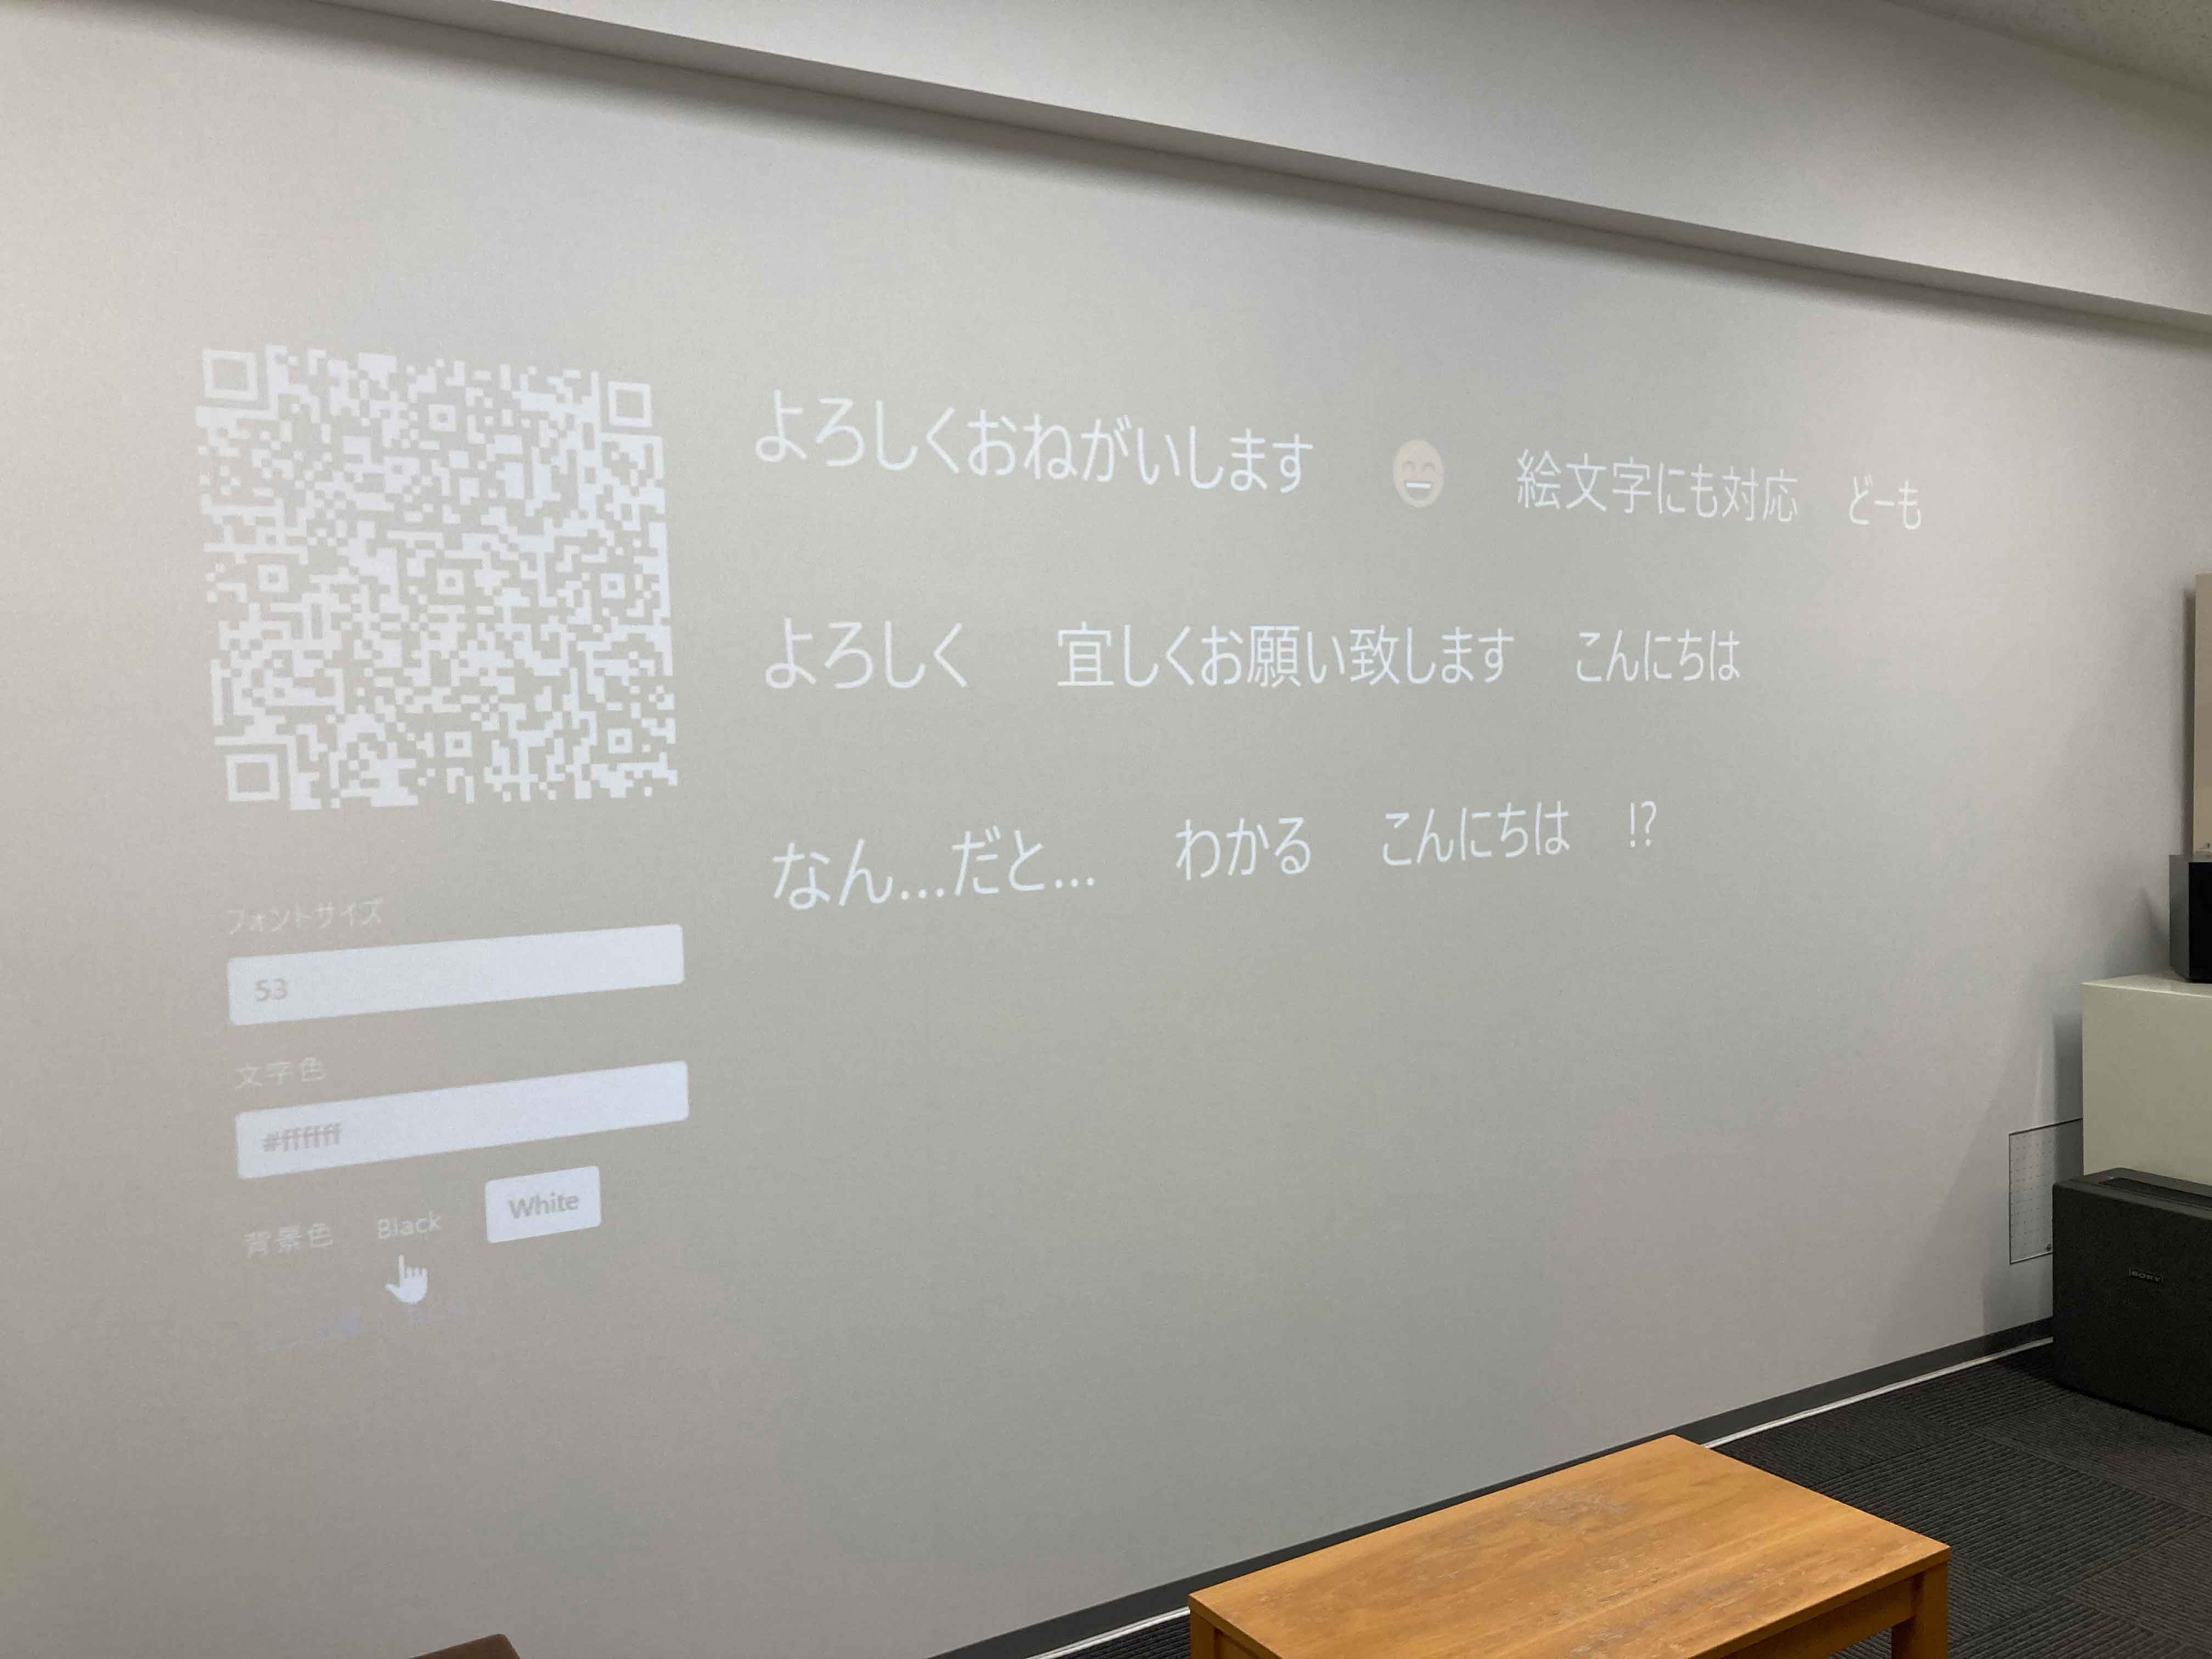 よろしくおねがいします 😄 絵文字にも対応 どーも
よろしく 宜しくお願い致します こんにちは
なん...だと... わかる こんにちは !?
フォントサイズ
53
文字色
#ffffff
背景色 Black White
SONY